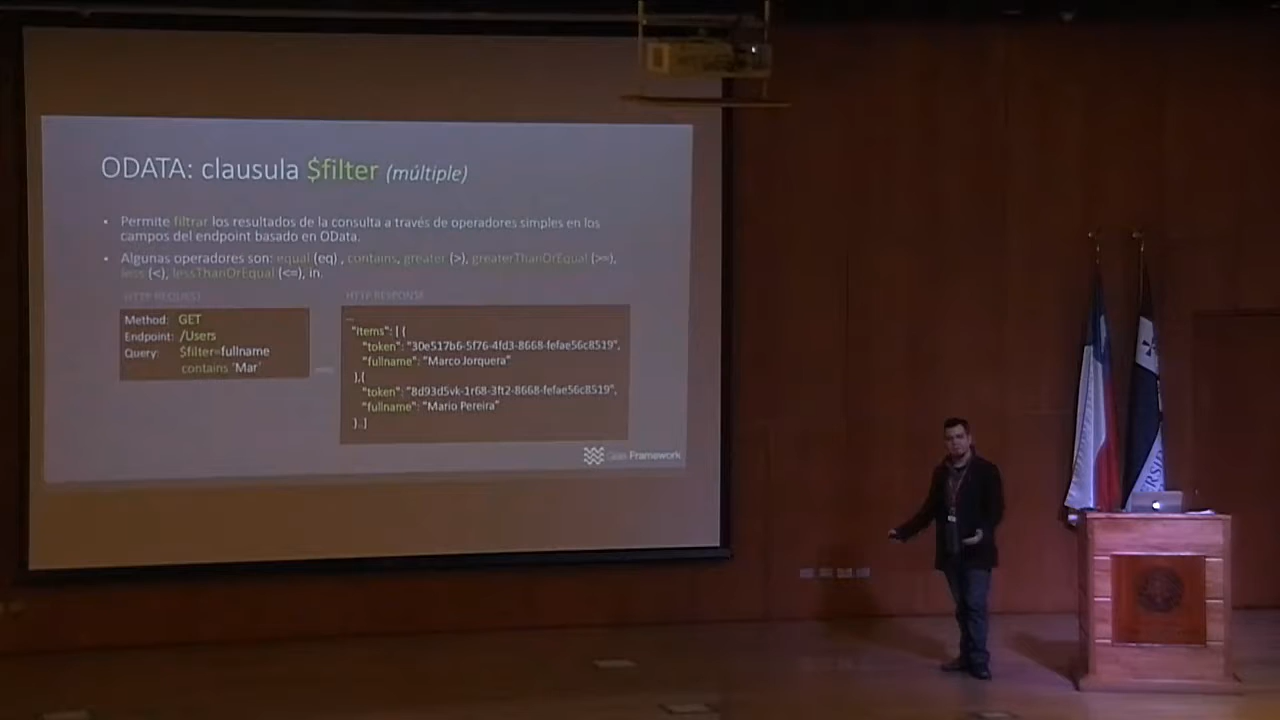 ODATA: clausula $filter (múltiple)
• Permite filtrar los resultados de la consulta a través de operadores simples en los
campos del endpoint basado en OData.
• Algunas operadores son: equal (eq) , contains, greater (>), greaterThanOrEqual (>=),
less (<), lessThanOrEqual (<=), in.
HTTP REQUEST
Method: GET
Endpoint: /Users
Query: $filter=fullname
contains 'Mar'
HTTP RESPONSE
...
"Items": [ {
"token": "30e517b6-5f76-4fd3-8668-fefae56c8519",
"fullname": "Marco Jorquera"
},{
"token": "8d93d5vk-1r68-3ft2-8668-fefae56c8519",
"fullname": "Mario Pereira"
}..]
Framework